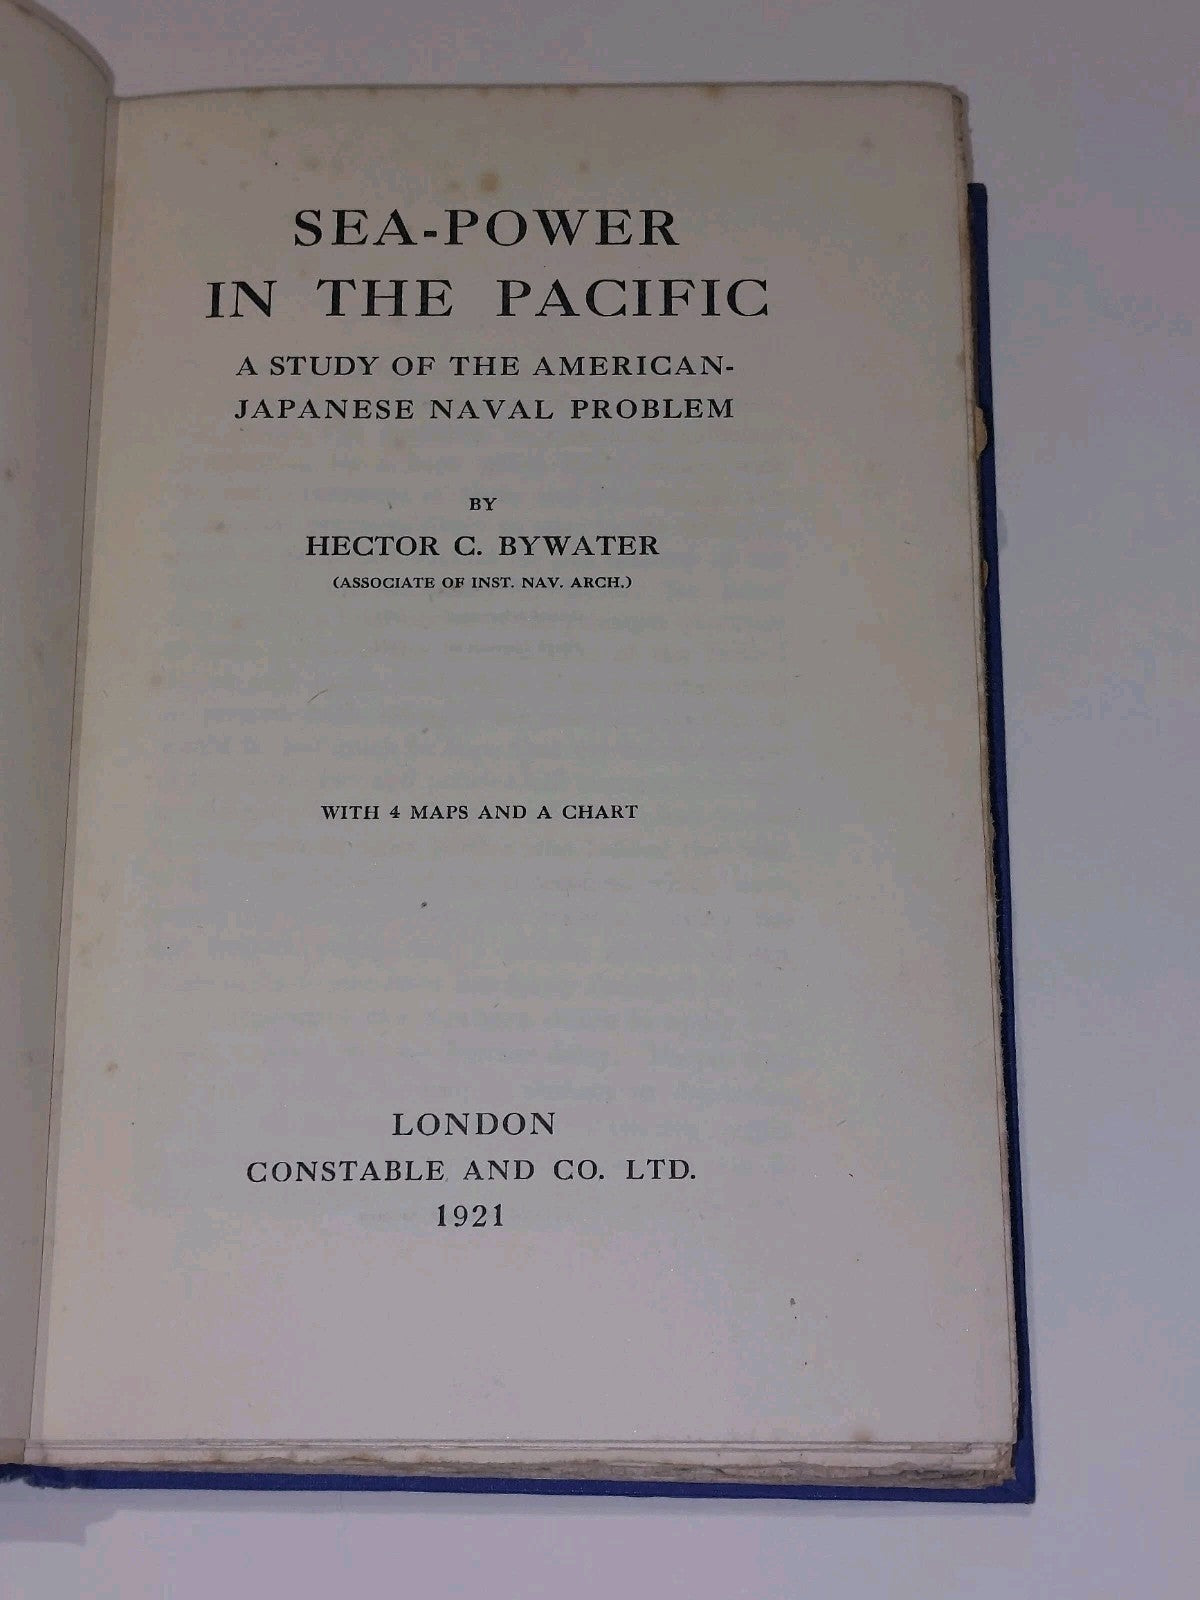 SEA-POWER
IN THE PACIFIC
A STUDY OF THE AMERICAN-
JAPANESE NAVAL PROBLEM
BY
HECTOR C. BYWATER
(ASSOCIATE OF INST. NAV. ARCH.)
WITH 4 MAPS AND A CHART
LONDON
CONSTABLE AND CO. LTD.
1921